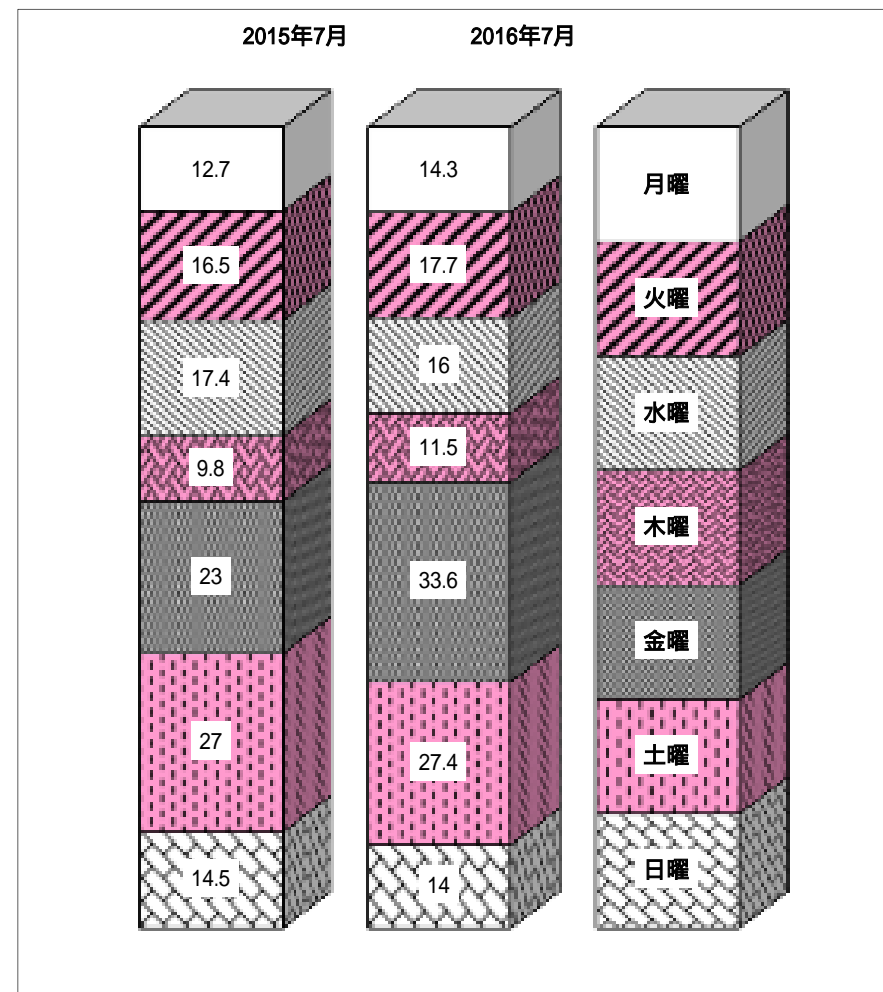 2015年7月 2016年7月
12.7 14.3 月曜
16.5 17.7 火曜
17.4 16 水曜
9.8 11.5 木曜
23 33.6 金曜
27 27.4 土曜
14.5 14 日曜